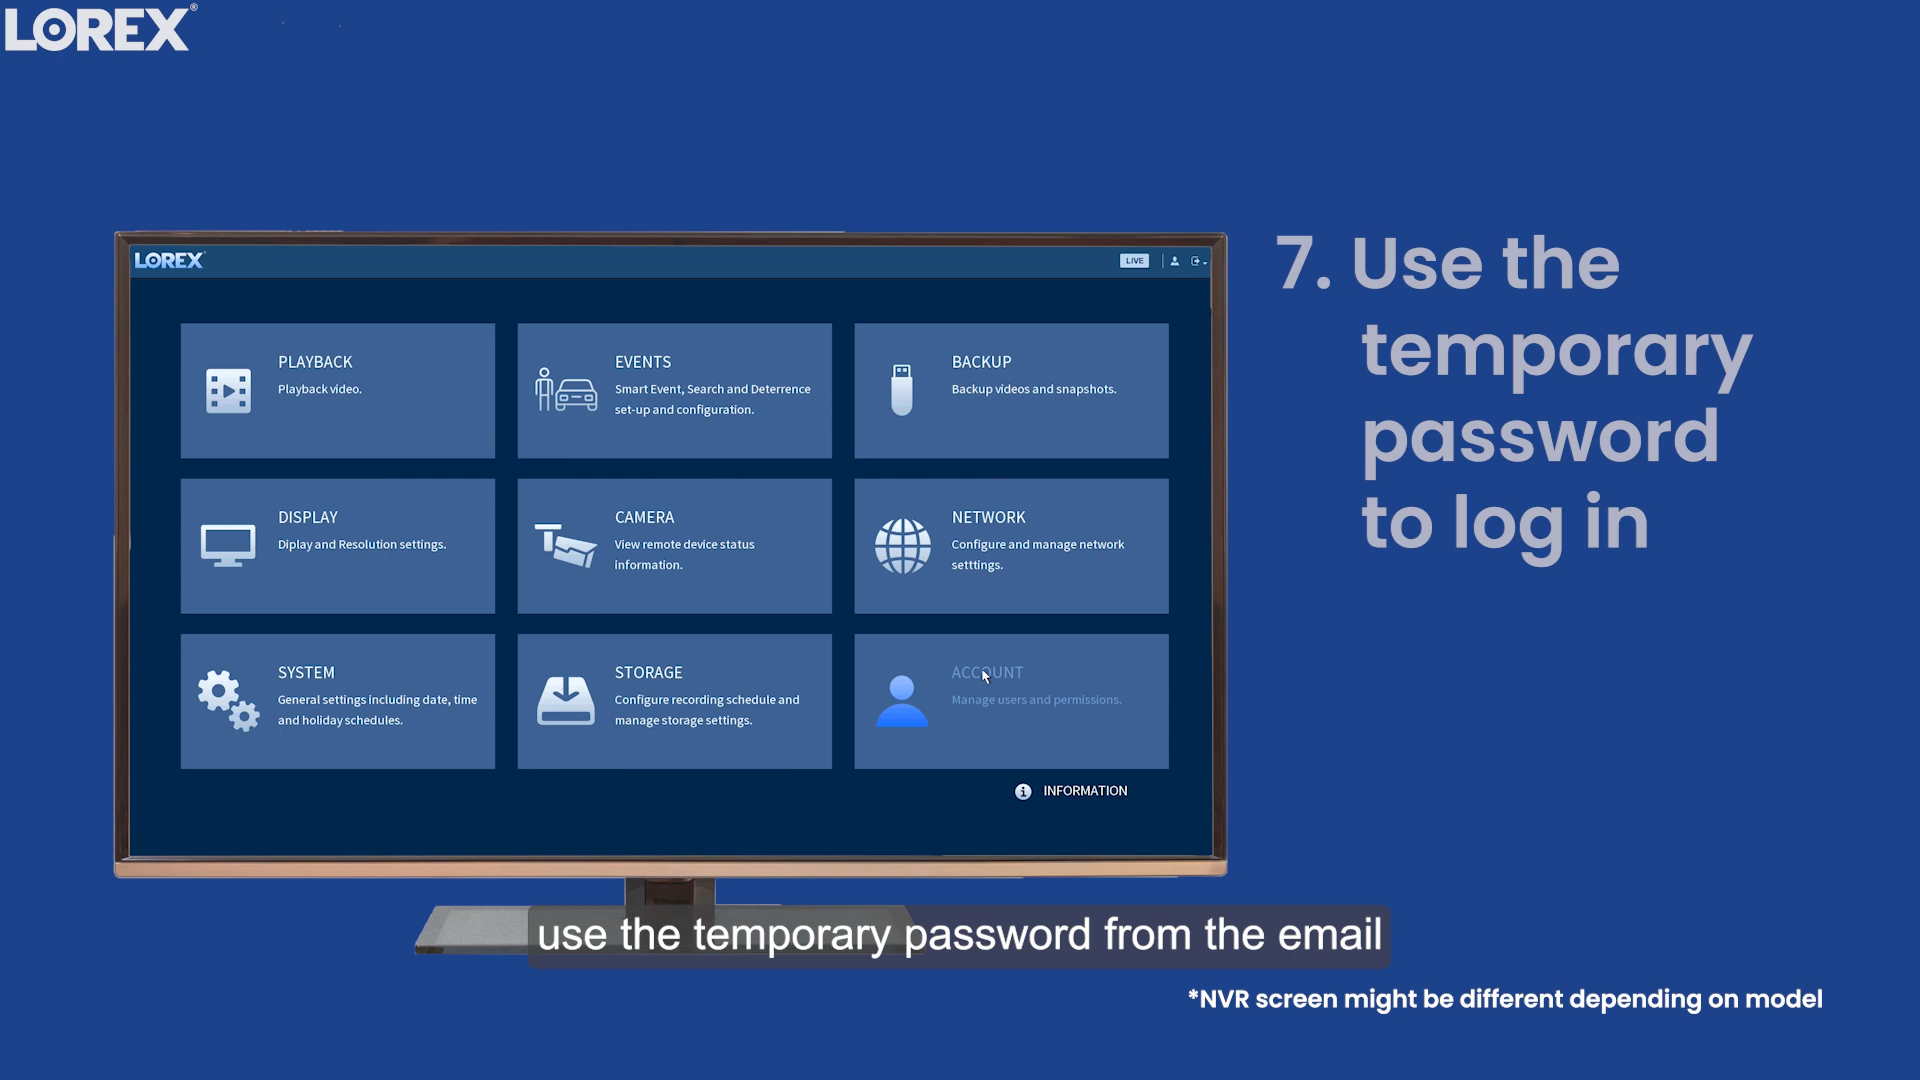 LOREX®
LOREX
LIVE
7. Use the
temporary
password
to log in
PLAYBACK
Playback video.
EVENTS
Smart Event, Search and Deterrence
set-up and configuration.
BACKUP
Backup videos and snapshots.
DISPLAY
Diplay and Resolution settings.
CAMERA
View remote device status
information.
NETWORK
Configure and manage network
setttings.
SYSTEM
General settings including date, time
and holiday schedules.
STORAGE
Configure recording schedule and
manage storage settings.
ACCOUNT
Manage users and permissions.
INFORMATION
use the temporary password from the email
*NVR screen might be different depending on model